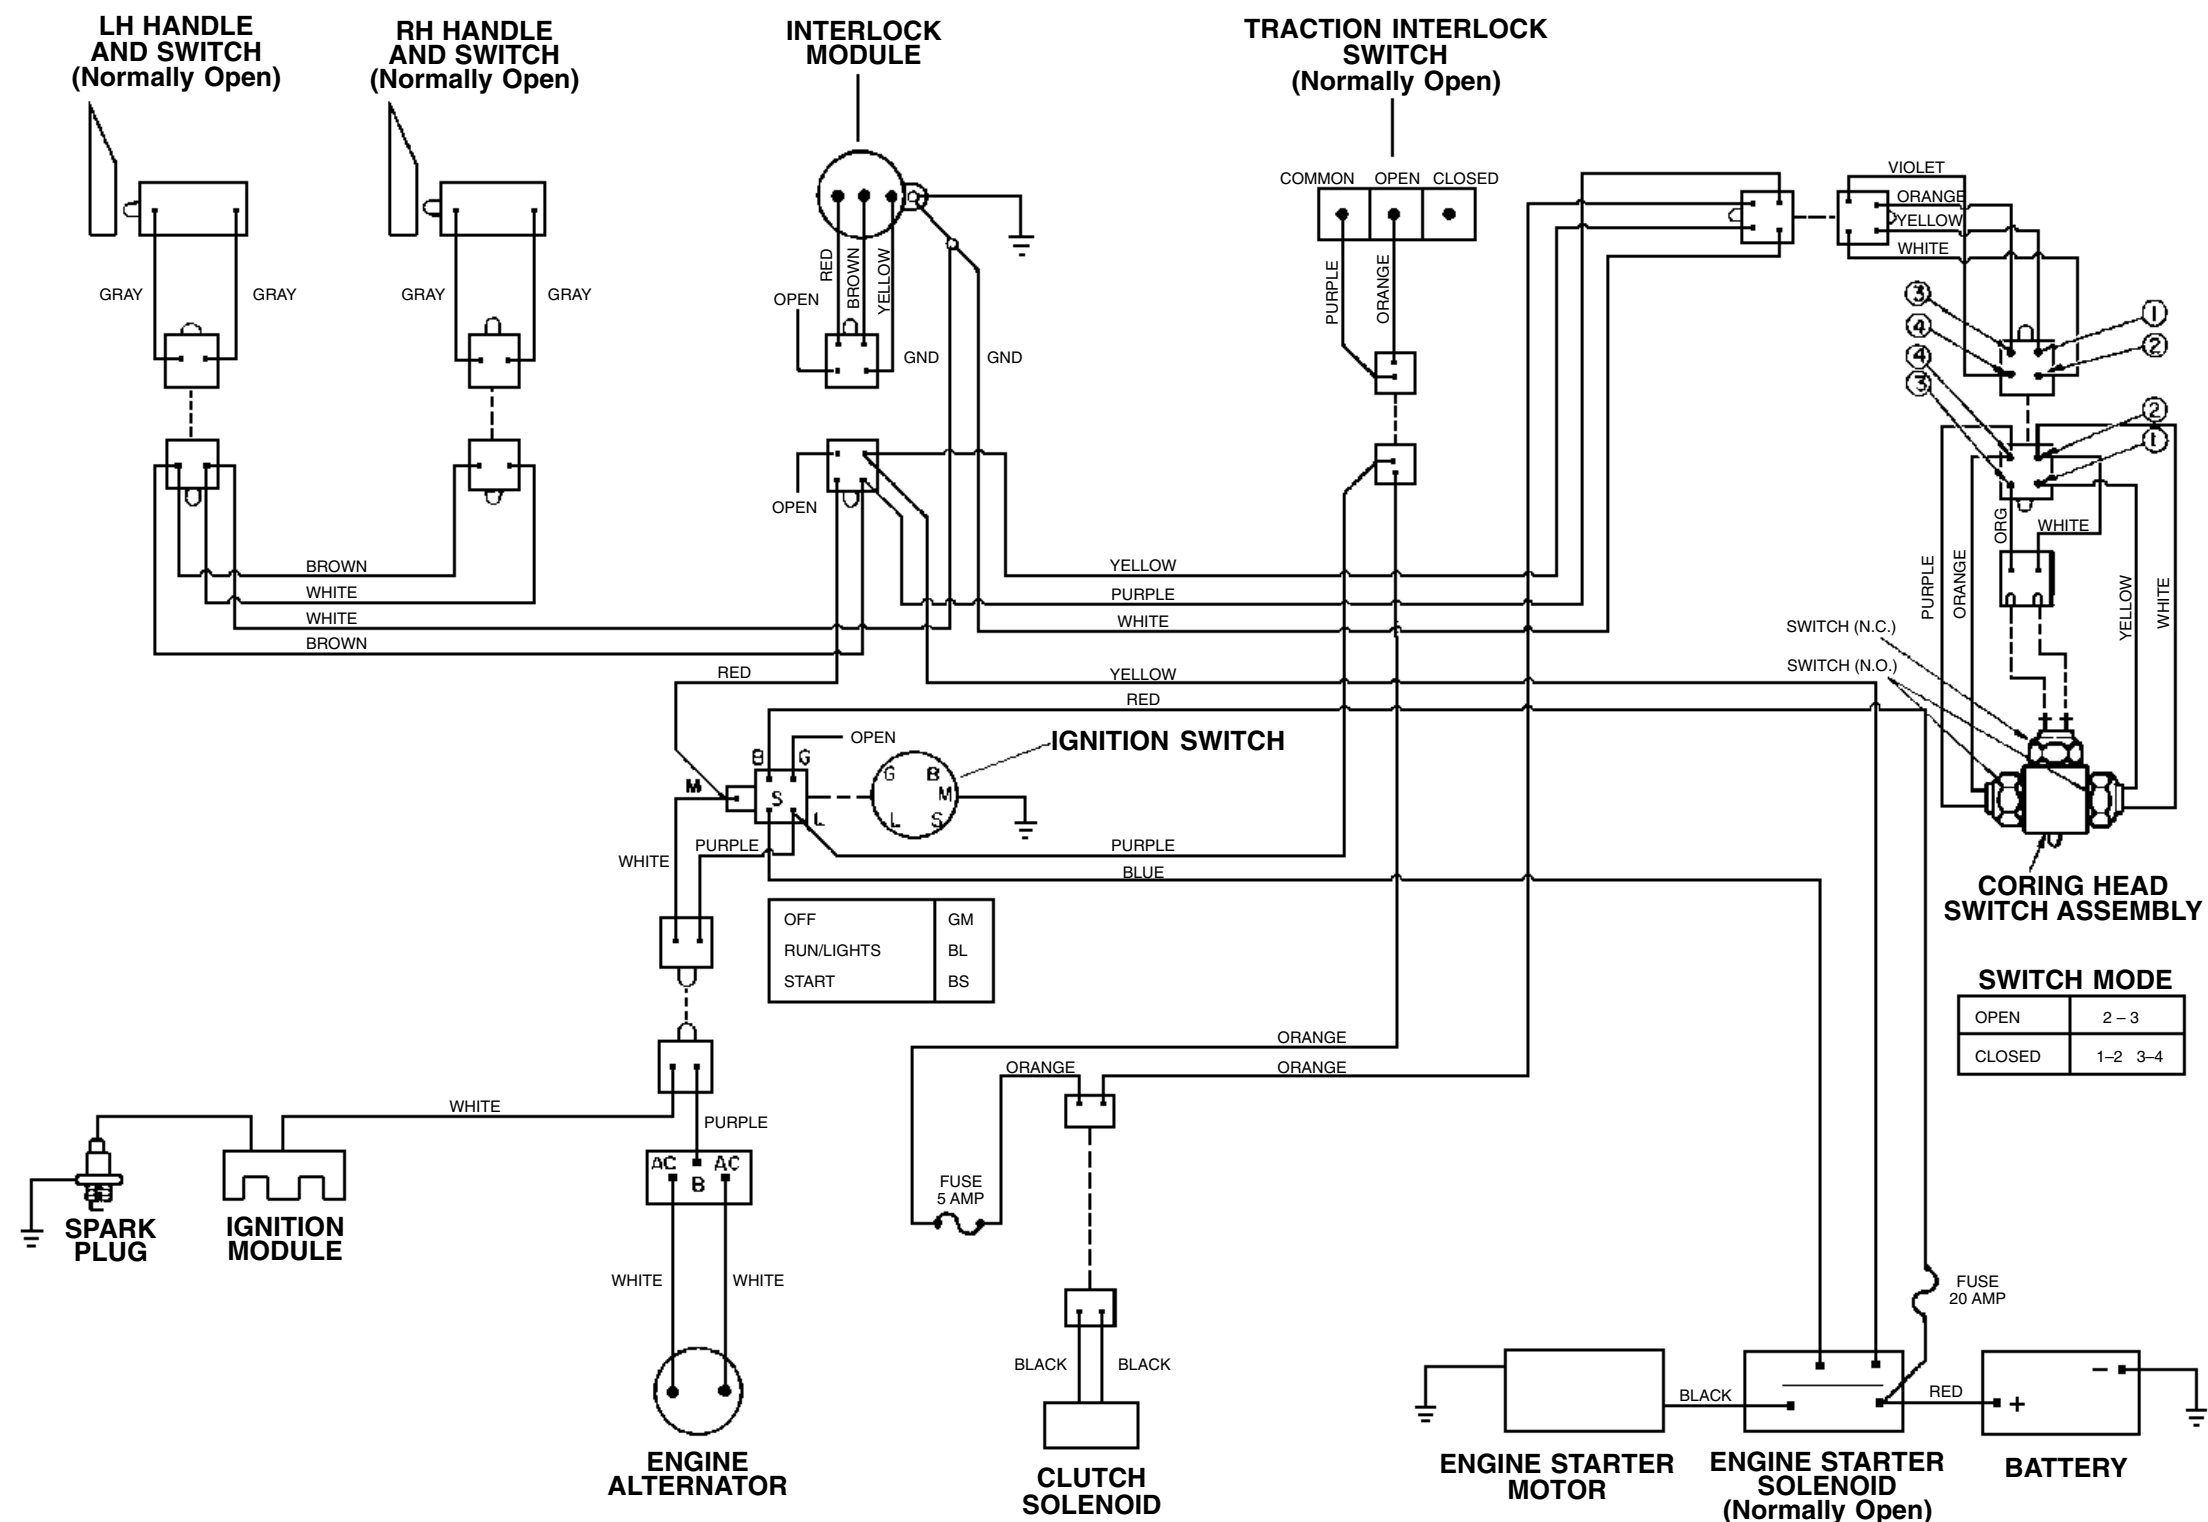 LH HANDLE
AND SWITCH
(Normally Open)
RH HANDLE
AND SWITCH
(Normally Open)
INTERLOCK
MODULE
TRACTION INTERLOCK
SWITCH
(Normally Open)
COMMON
OPEN
CLOSED
VIOLET
ORANGE
YELLOW
WHITE
GRAY
GRAY
GRAY
GRAY
OPEN
RED
BROWN
YELLOW
GND
GND
PURPLE
ORANGE
3
4
4
3
1
2
2
1
OPEN
BROWN
WHITE
WHITE
BROWN
YELLOW
PURPLE
WHITE
RED
YELLOW
RED
ORG
WHITE
PURPLE
ORANGE
YELLOW
WHITE
SWITCH (N.C.)
SWITCH (N.O.)
OPEN
IGNITION SWITCH
B
G
M
S
L
G
B
M
L
S
WHITE
PURPLE
PURPLE
BLUE
CORING HEAD
SWITCH ASSEMBLY
OFF GM
RUN/LIGHTS BL
START BS
SWITCH MODE
OPEN 2 – 3
CLOSED 1–2 3–4
ORANGE
ORANGE
ORANGE
WHITE
PURPLE
AC
AC
B
FUSE
5 AMP
SPARK
PLUG
IGNITION
MODULE
WHITE
WHITE
FUSE
20 AMP
BLACK
BLACK
BLACK
RED
–
+
ENGINE
ALTERNATOR
CLUTCH
SOLENOID
ENGINE STARTER
MOTOR
ENGINE STARTER
SOLENOID
(Normally Open)
BATTERY